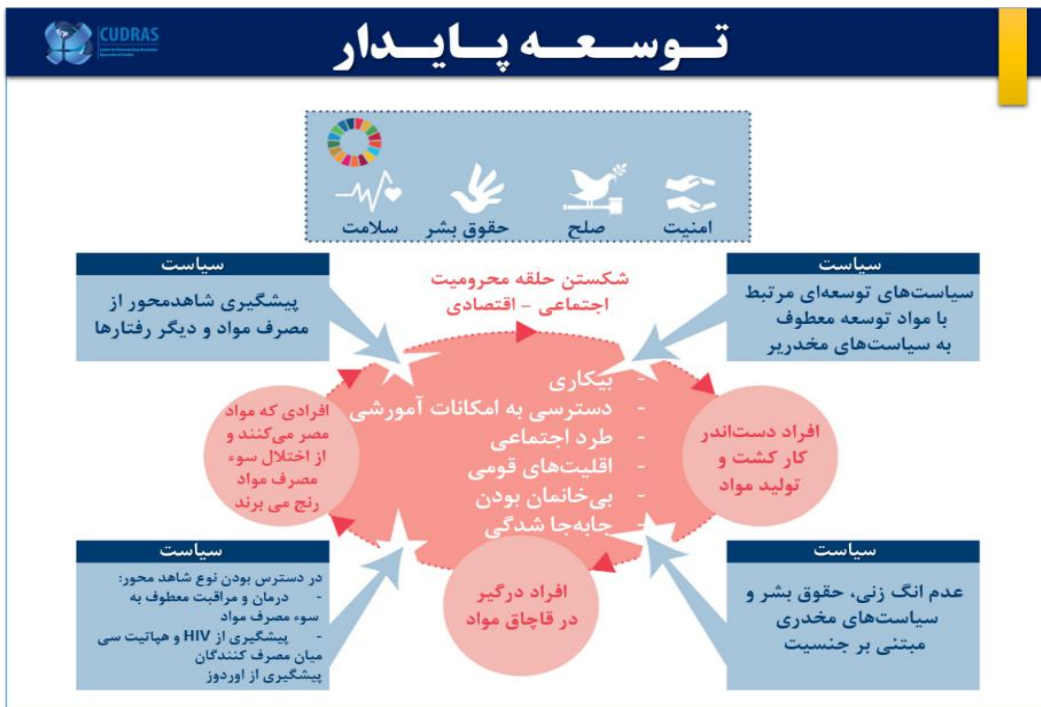 CUDRAS
توسعه پایدار
امنیت
صلح
حقوق بشر
سلامت
شکستن حلقه محرومیت
اجتماعی – اقتصادی
سیاست
سیاست‌های توسعه‌ای مرتبط
با مواد توسعه معطوف
به سیاست‌های مخدریر
سیاست
پیشگیری شاهدمحور از
مصرف مواد و دیگر رفتارها
- بیکاری
- دسترسی به امکانات آمورشی
- طرد اجتماعی
- اقلیت‌های قومی
- بی‌خانمان بودن
- جابه‌جا شدگی
افراد دست‌اندر
کار کشت و
تولید مواد
افرادی که مواد
مصر می‌کنند و
از اختلال سوء
مصرف مواد
رنج می برند
افراد درگیر
در قاچاق مواد
سیاست
عدم انگ زنی، حقوق بشر و
سیاست‌های مخدری
مبتنی بر جنسیت
سیاست
در دسترس بودن نوع شاهد محور:
- درمان و مراقبت معطوف به
سوء مصرف مواد
- پیشگیری از HIV و هپاتیت سی
میان مصرف کنندگان
پیشگیری از اوردوز